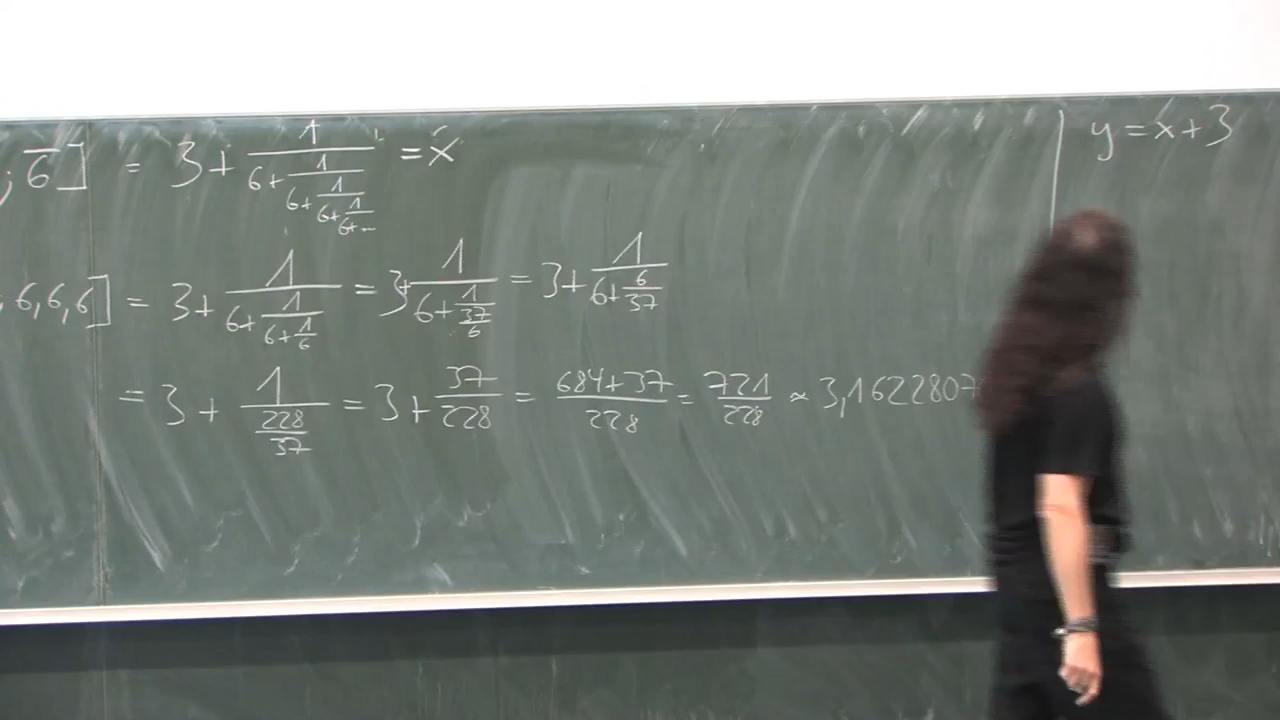 ; 6̅] = 3 + 1/(6 + 1/(6 + 1/(6 + 1/(6 + ...)))) = x
, 6, 6, 6] = 3 + 1/(6 + 1/(6 + 1/6)) = 3 + 1/(6 + 1/(37/6)) = 3 + 1/(6 + 6/37)
= 3 + 1/(228/37) = 3 + 37/228 = (684+37)/228 = 721/228 ≈ 3,1622807
y = x + 3